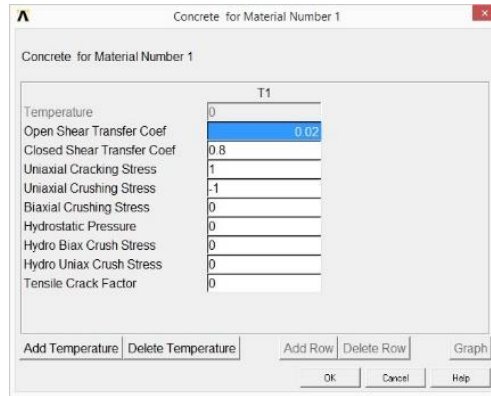 Concrete for Material Number 1
Concrete for Material Number 1
T1
Temperature 0
Open Shear Transfer Coef 0.02
Closed Shear Transfer Coef 0.8
Uniaxial Cracking Stress 1
Uniaxial Crushing Stress -1
Biaxial Crushing Stress 0
Hydrostatic Pressure 0
Hydro Biax Crush Stress 0
Hydro Uniax Crush Stress 0
Tensile Crack Factor 0
Add Temperature Delete Temperature Add Row Delete Row Graph
OK Cancel Help